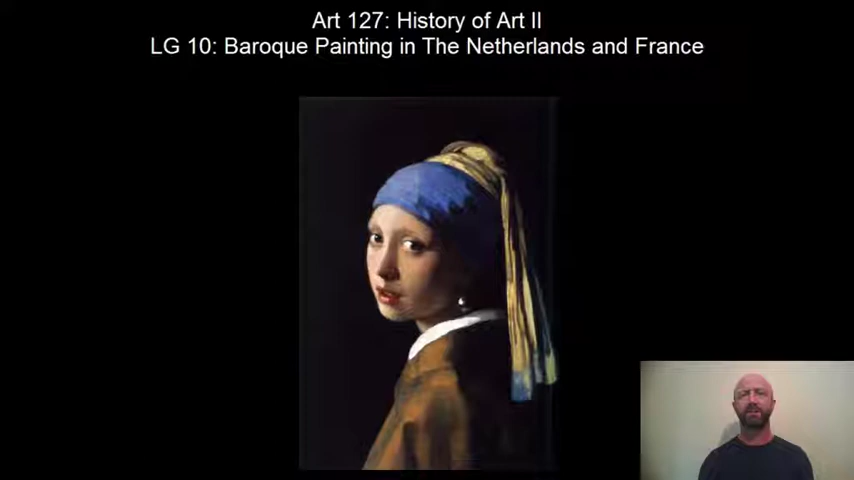 Art 127: History of Art II
LG 10: Baroque Painting in The Netherlands and France